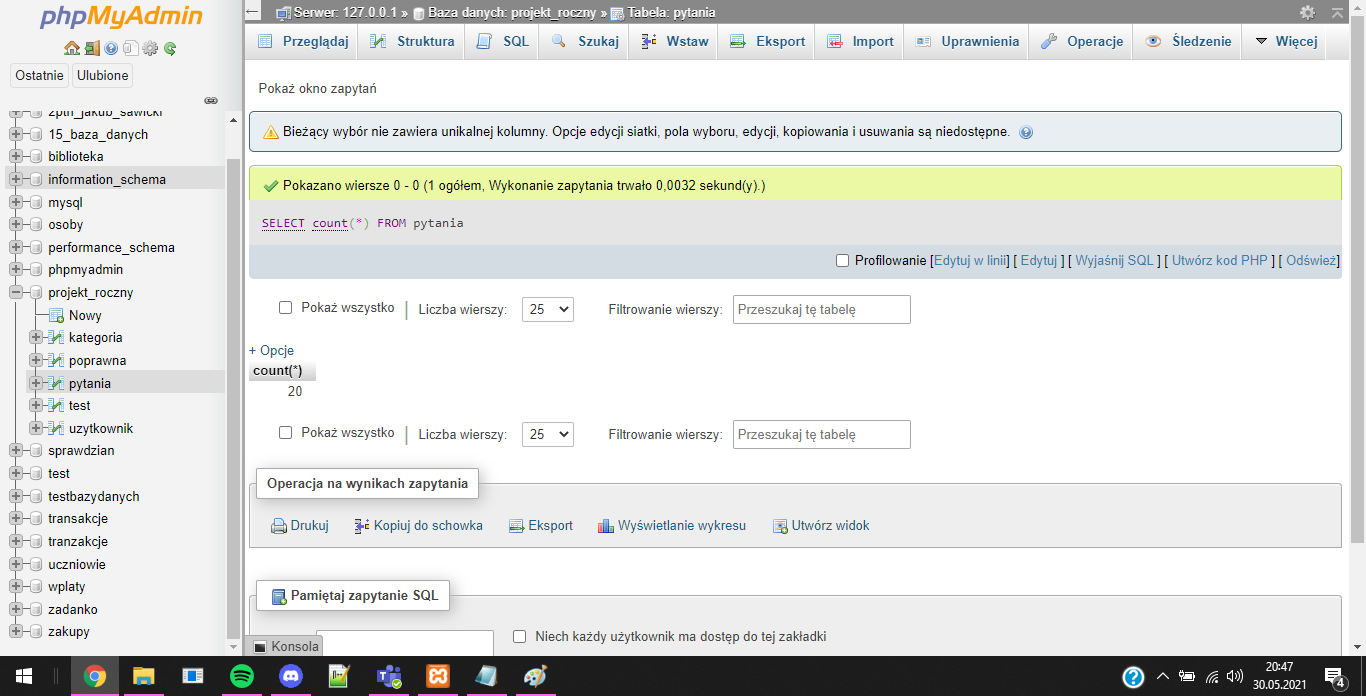 phpMyAdmin
Ostatnie Ulubione
2pth_jakub_sawicki
15_baza_danych
biblioteka
information_schema
mysql
osoby
performance_schema
phpmyadmin
projekt_roczny
Nowy
kategoria
poprawna
pytania
test
uzytkownik
sprawdzian
test
testbazydanych
transakcje
tranzakcje
uczniowie
wplaty
zadanko
zakupy
Serwer: 127.0.0.1 » Baza danych: projekt_roczny » Tabela: pytania
Przeglądaj Struktura SQL Szukaj Wstaw Eksport Import Uprawnienia Operacje Śledzenie Więcej
Pokaż okno zapytań
Bieżący wybór nie zawiera unikalnej kolumny. Opcje edycji siatki, pola wyboru, edycji, kopiowania i usuwania są niedostępne.
Pokazano wiersze 0 - 0 (1 ogółem, Wykonanie zapytania trwało 0,0032 sekund(y).)
SELECT count(*) FROM pytania
Profilowanie [Edytuj w linii] [ Edytuj ] [ Wyjaśnij SQL ] [ Utwórz kod PHP ] [ Odśwież]
Pokaż wszystko | Liczba wierszy: 25 Filtrowanie wierszy: Przeszukaj tę tabelę
+ Opcje
count(*)
20
Pokaż wszystko | Liczba wierszy: 25 Filtrowanie wierszy: Przeszukaj tę tabelę
Operacja na wynikach zapytania
Drukuj Kopiuj do schowka Eksport Wyświetlanie wykresu Utwórz widok
Pamiętaj zapytanie SQL
Niech każdy użytkownik ma dostęp do tej zakładki
Konsola
20:47
30.05.2021
4